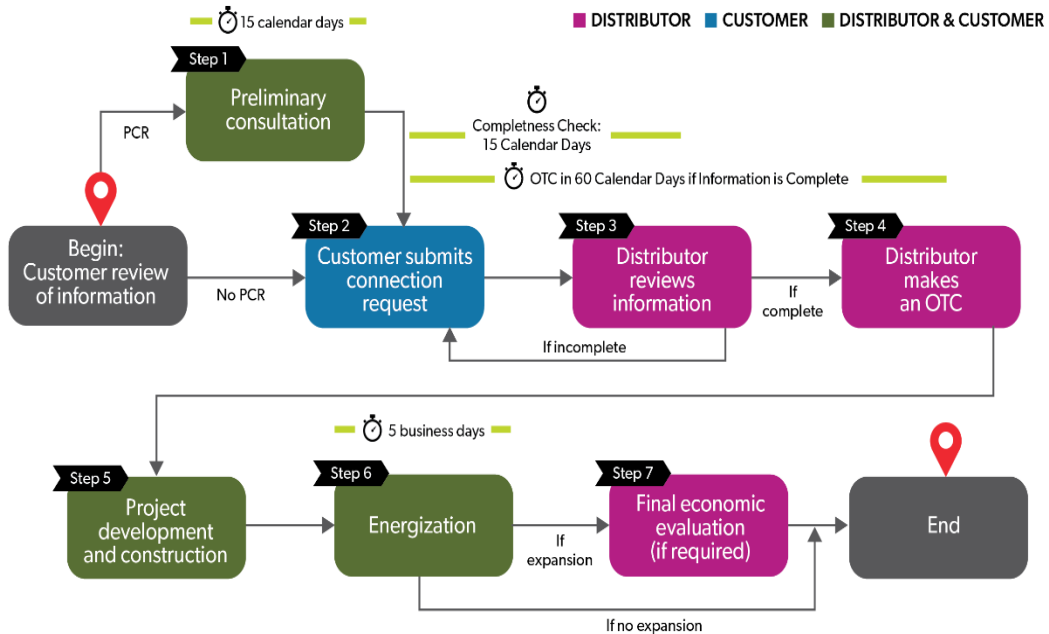 15 calendar days
DISTRIBUTOR
CUSTOMER
DISTRIBUTOR & CUSTOMER
Step 1
Preliminary
consultation
PCR
Completness Check:
15 Calendar Days
OTC in 60 Calendar Days if Information is Complete
Begin:
Customer review
of information
No PCR
Step 2
Customer submits
connection
request
Step 3
Distributor
reviews
information
If
complete
Step 4
Distributor
makes
an OTC
If incomplete
5 business days
Step 5
Project
development
and construction
Step 6
Energization
If
expansion
Step 7
Final economic
evaluation
(if required)
End
If no expansion